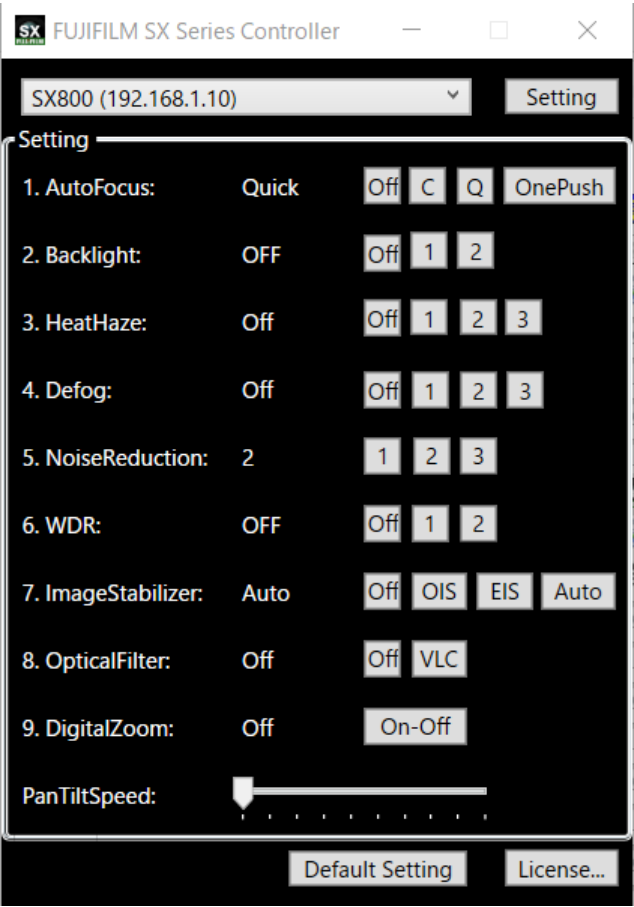 SX FUJIFILM SX Series Controller
SX800 (192.168.1.10) Setting
Setting
1. AutoFocus: Quick Off C Q OnePush
2. Backlight: OFF Off 1 2
3. HeatHaze: Off Off 1 2 3
4. Defog: Off Off 1 2 3
5. NoiseReduction: 2 1 2 3
6. WDR: OFF Off 1 2
7. ImageStabilizer: Auto Off OIS EIS Auto
8. OpticalFilter: Off Off VLC
9. DigitalZoom: Off On-Off
PanTiltSpeed:
Default Setting License...